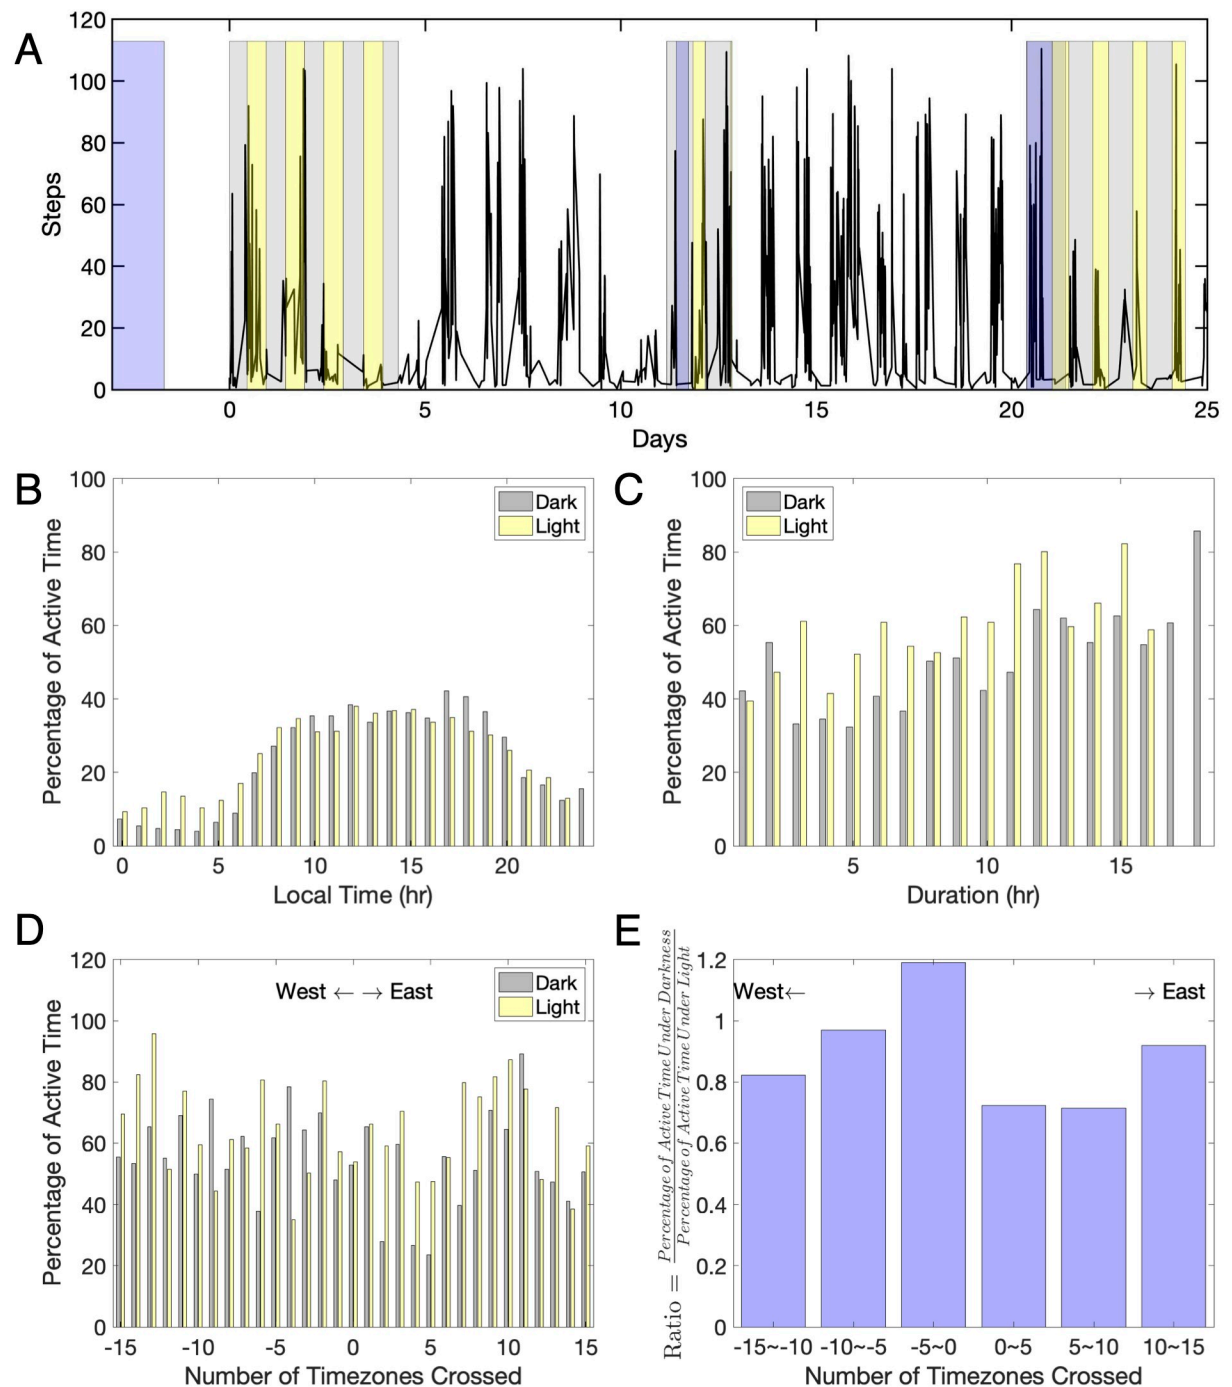 A
120
100
80
60
40
20
0
Steps
0 5 10 15 20 25
Days
B
100
80
60
40
20
0
Percentage of Active Time
Dark
Light
0 5 10 15 20
Local Time (hr)
C
100
80
60
40
20
0
Percentage of Active Time
Dark
Light
5 10 15
Duration (hr)
D
120
100
80
60
40
20
0
Percentage of Active Time
West ← → East
Dark
Light
-15 -10 -5 0 5 10 15
Number of Timezones Crossed
E
1.2
1
0.8
0.6
0.4
0.2
0
Ratio = Percentage of Active Time Under Darkness
Percentage of Active Time Under Light
West← → East
-15~-10 -10~-5 -5~0 0~5 5~10 10~15
Number of Timezones Crossed